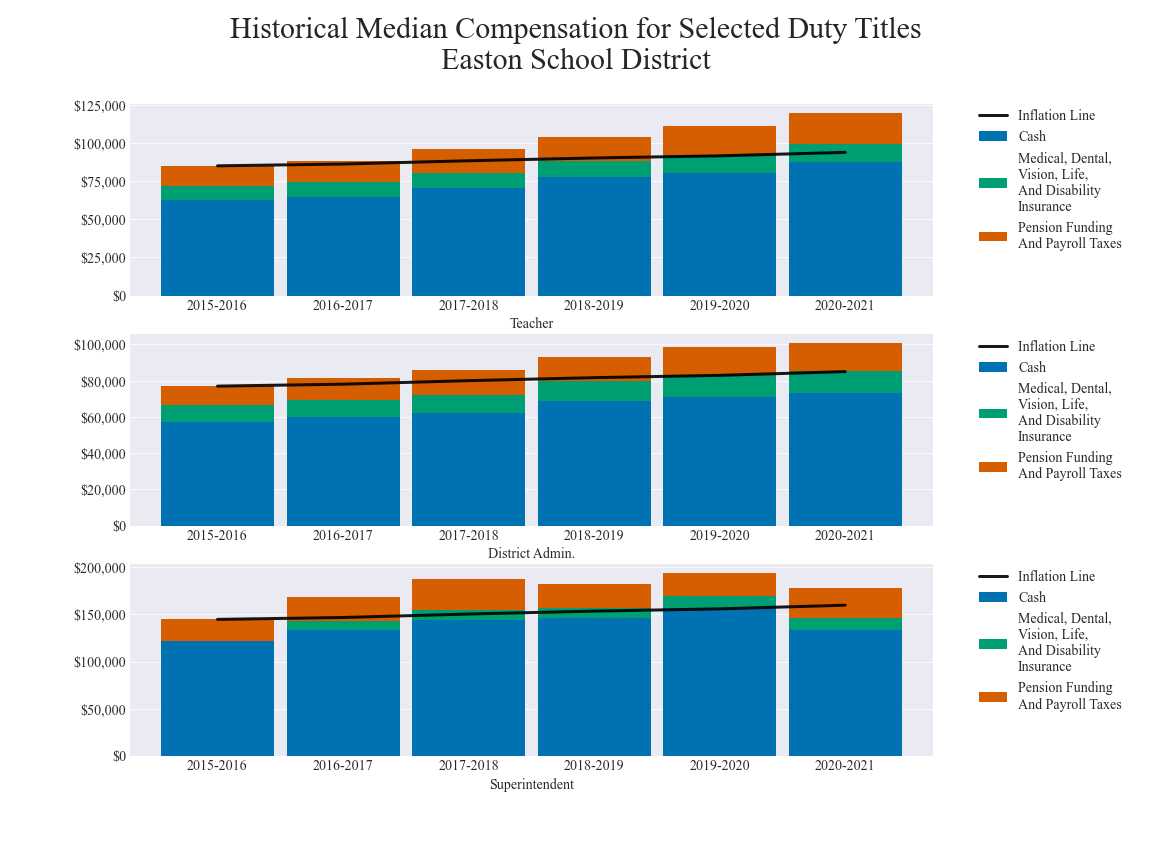 Historical Median Compensation for Selected Duty Titles
Easton School District
$125,000
$100,000
$75,000
$50,000
$25,000
$0
2015-2016 2016-2017 2017-2018 2018-2019 2019-2020 2020-2021
Teacher
Inflation Line
Cash
Medical, Dental,
Vision, Life,
And Disability
Insurance
Pension Funding
And Payroll Taxes
$100,000
$80,000
$60,000
$40,000
$20,000
$0
2015-2016 2016-2017 2017-2018 2018-2019 2019-2020 2020-2021
District Admin.
Inflation Line
Cash
Medical, Dental,
Vision, Life,
And Disability
Insurance
Pension Funding
And Payroll Taxes
$200,000
$150,000
$100,000
$50,000
$0
2015-2016 2016-2017 2017-2018 2018-2019 2019-2020 2020-2021
Superintendent
Inflation Line
Cash
Medical, Dental,
Vision, Life,
And Disability
Insurance
Pension Funding
And Payroll Taxes